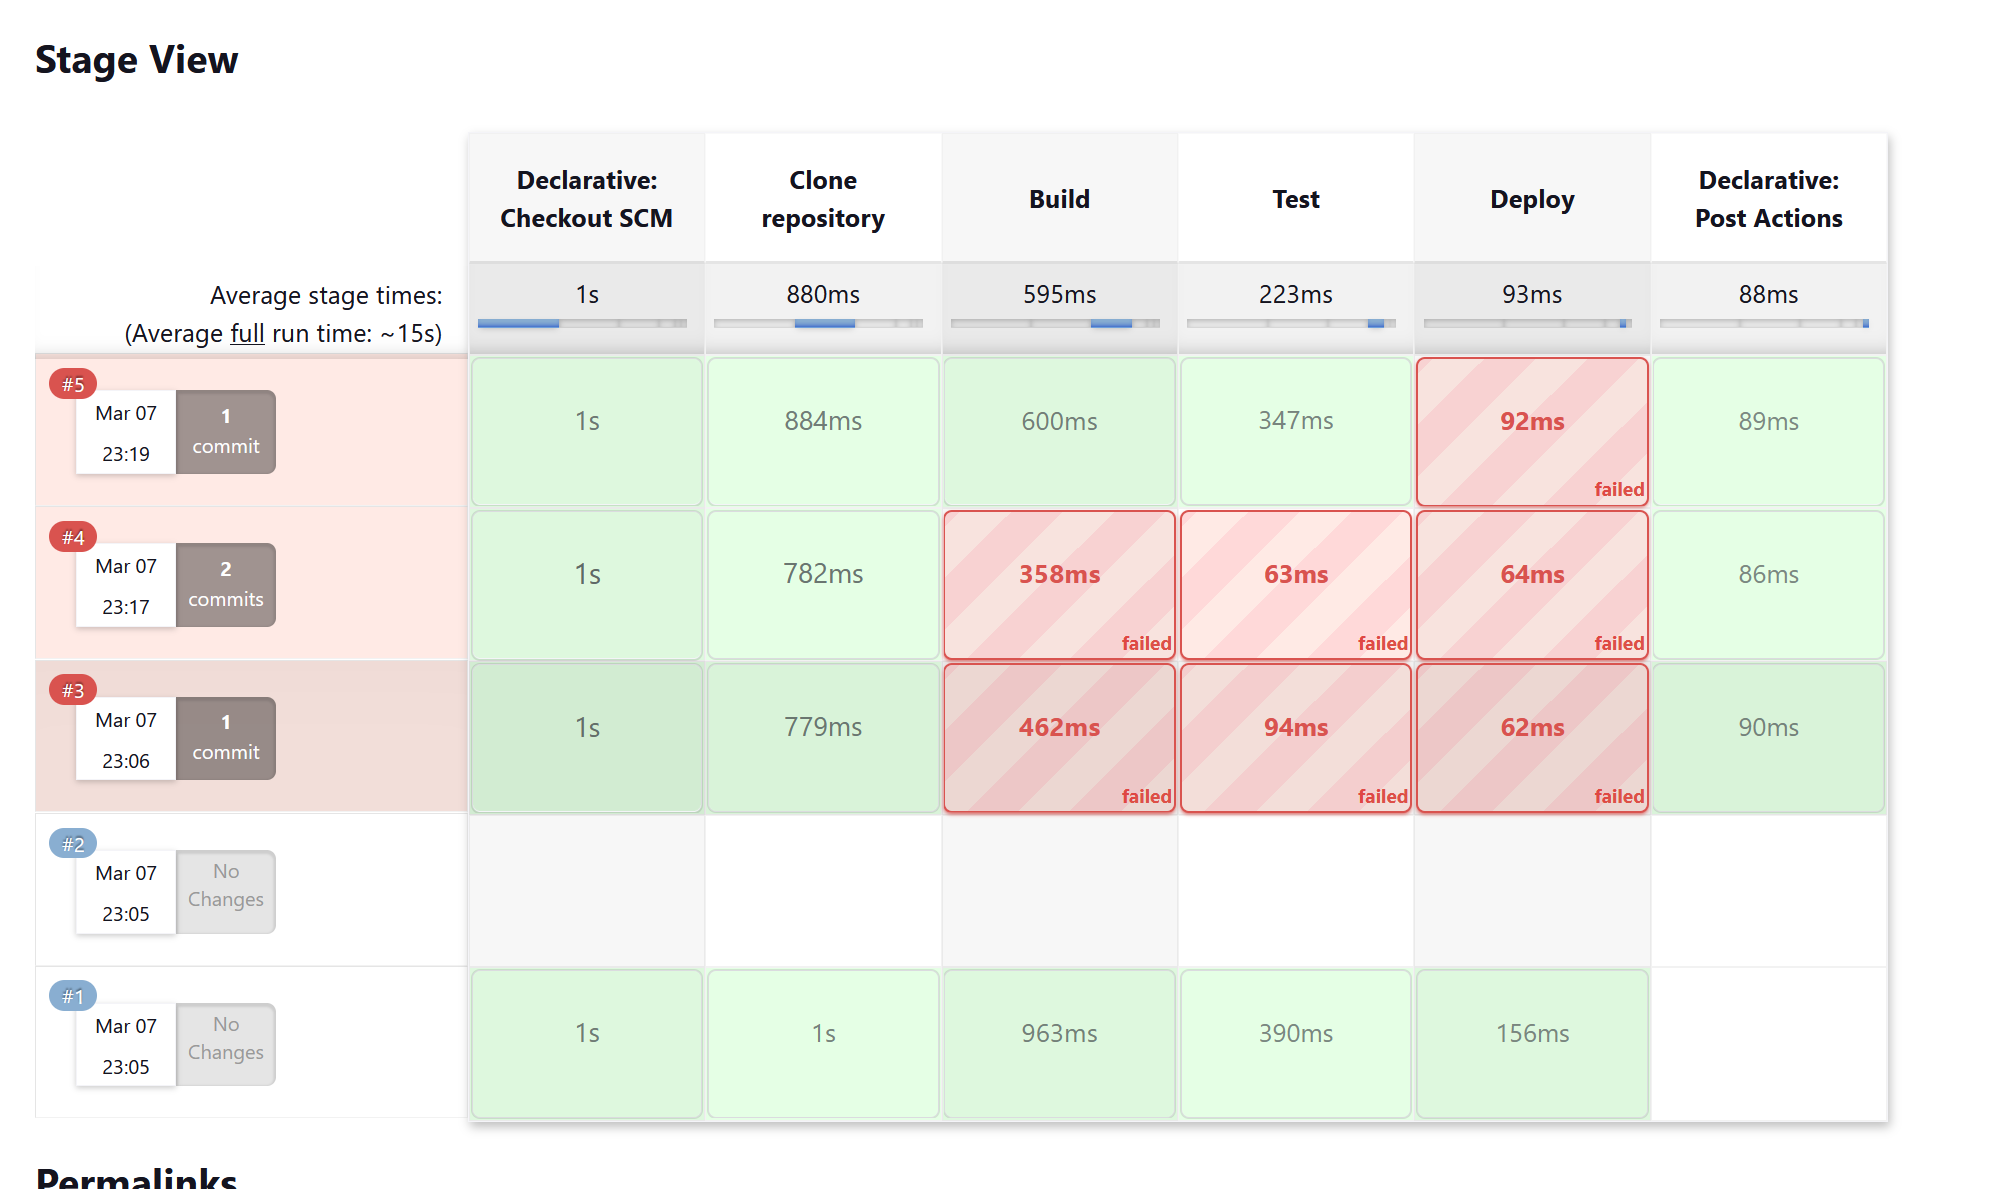 Stage View
Declarative:
Checkout SCM
Clone
repository
Build
Test
Deploy
Declarative:
Post Actions
Average stage times:
(Average full run time: ~15s)
1s
880ms
595ms
223ms
93ms
88ms
#5
Mar 07
23:19
1
commit
1s
884ms
600ms
347ms
92ms
failed
89ms
#4
Mar 07
23:17
2
commits
1s
782ms
358ms
failed
63ms
failed
64ms
failed
86ms
#3
Mar 07
23:06
1
commit
1s
779ms
462ms
failed
94ms
failed
62ms
failed
90ms
#2
Mar 07
23:05
No
Changes
#1
Mar 07
23:05
No
Changes
1s
1s
963ms
390ms
156ms
Permalinks